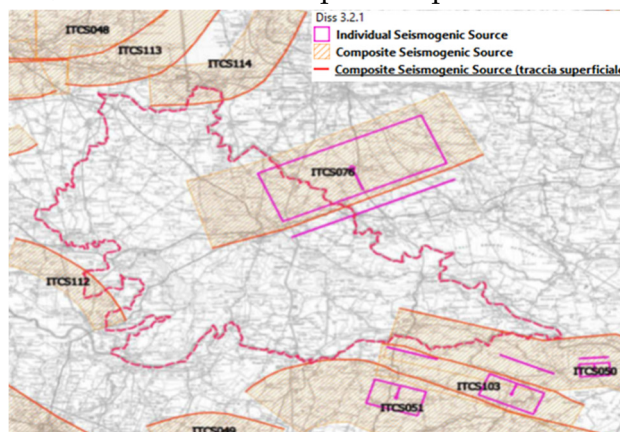 Diss 3.2.1
Individual Seismogenic Source
Composite Seismogenic Source
Composite Seismogenic Source (traccia superficiale
ITCS048
ITCS113
ITCS114
ITCS076
ITCS112
ITCS050
ITCS103
ITCS051
ITCS049